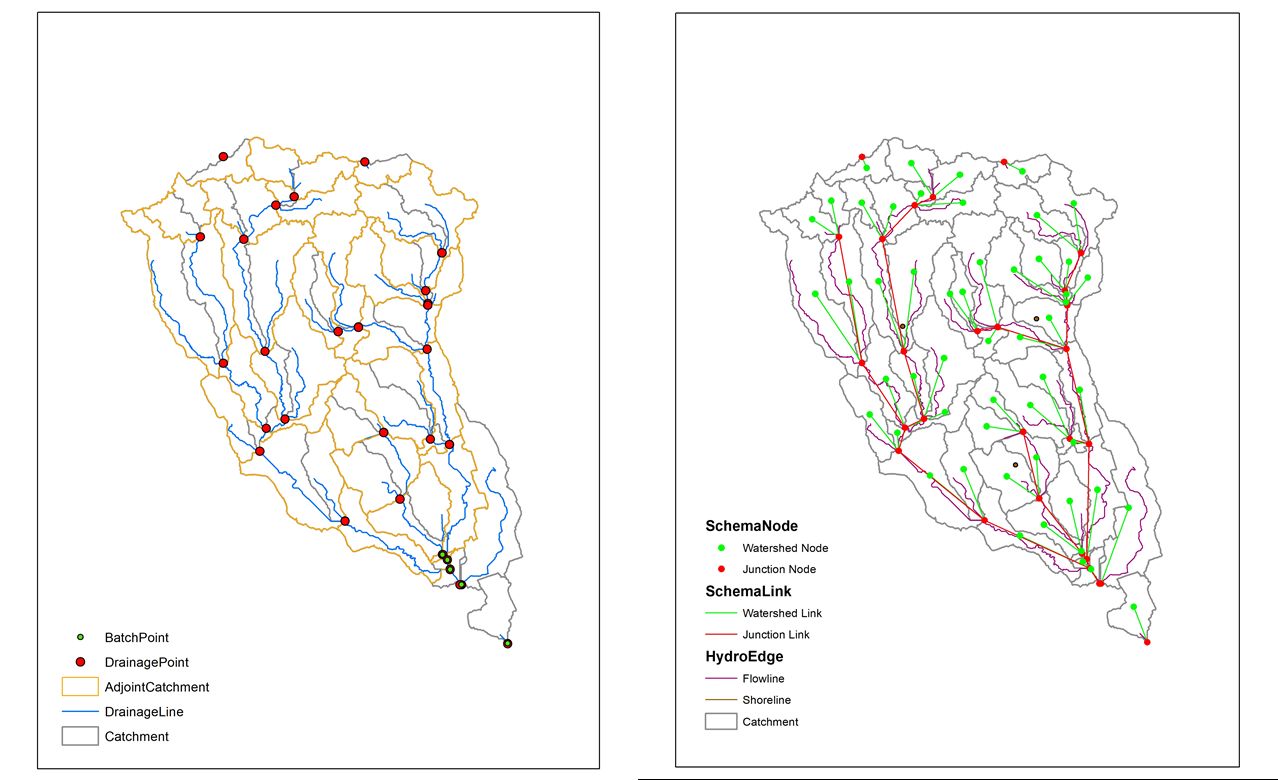 BatchPoint
DrainagePoint
AdjointCatchment
DrainageLine
Catchment
SchemaNode
Watershed Node
Junction Node
SchemaLink
Watershed Link
Junction Link
HydroEdge
Flowline
Shoreline
Catchment